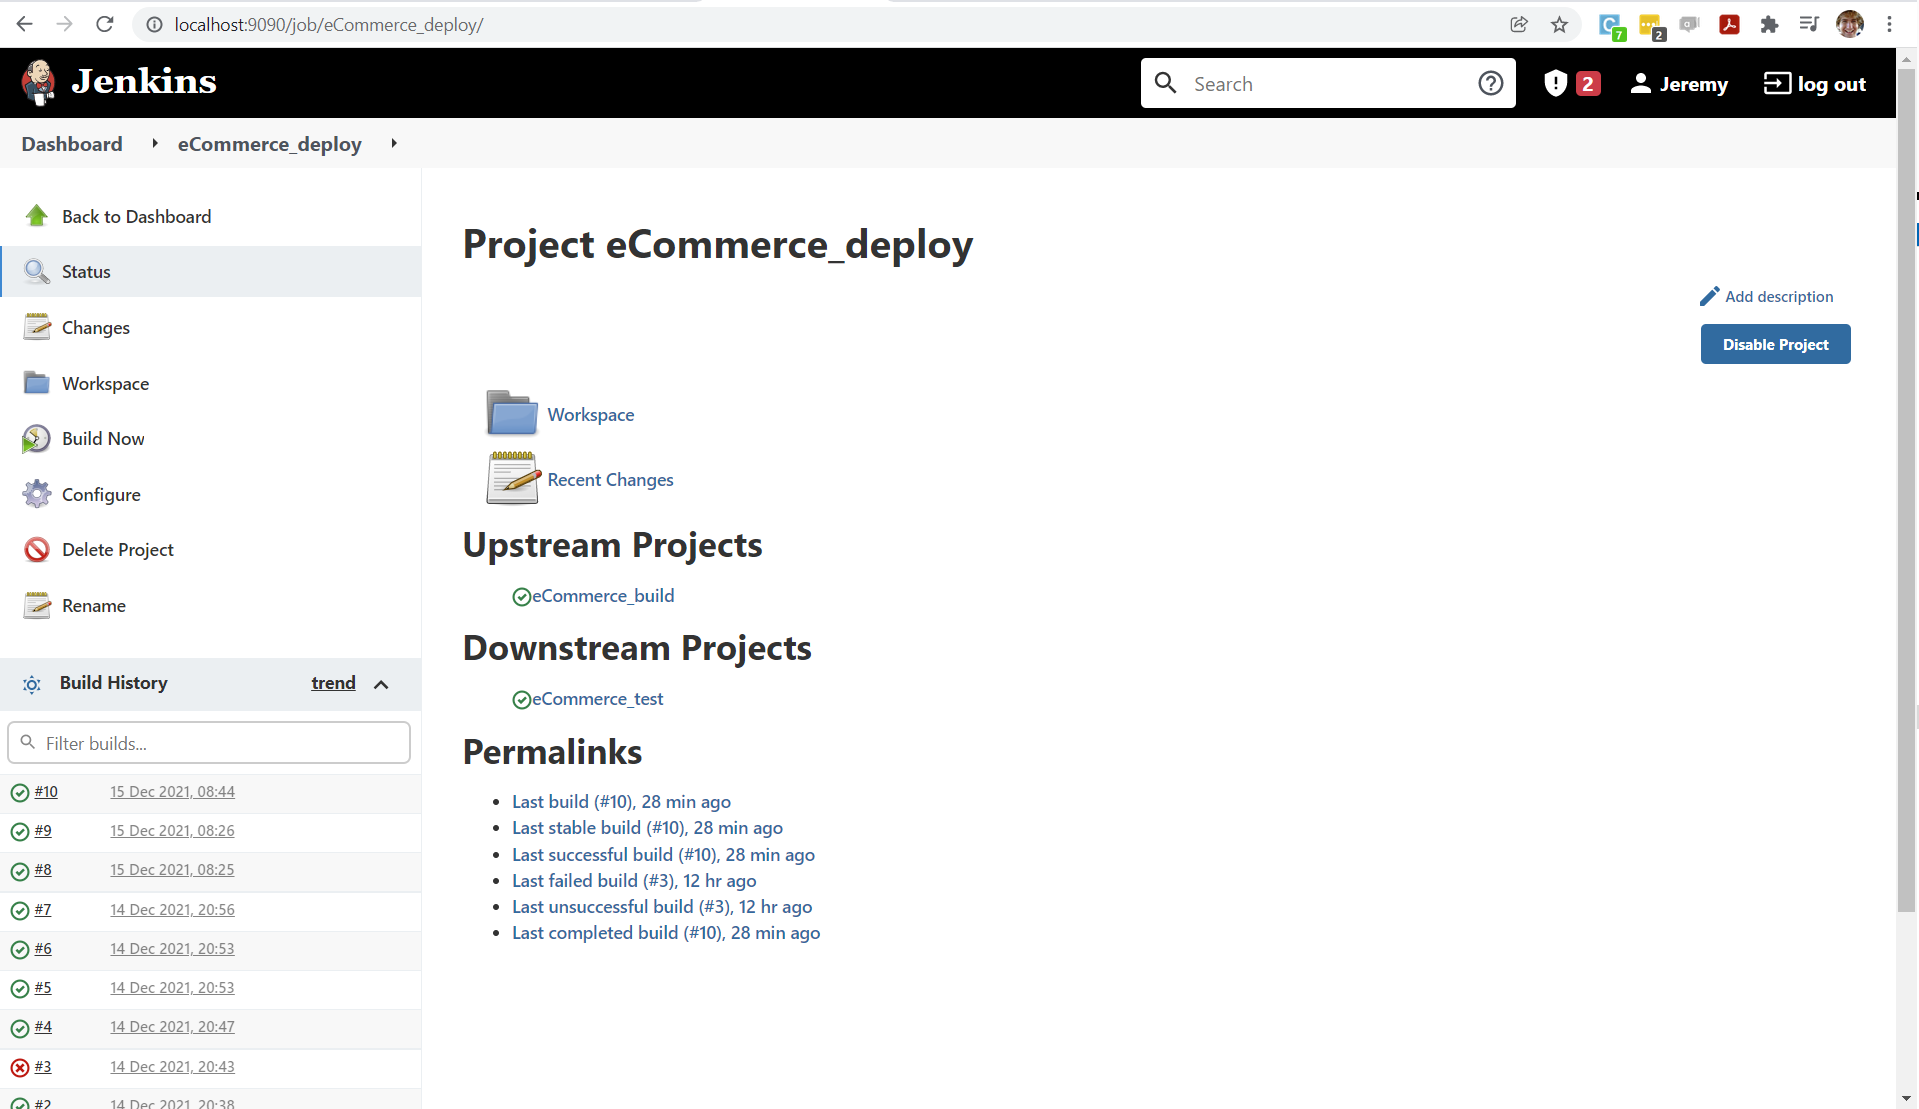 localhost:9090/job/eCommerce_deploy/
7
2
Jenkins
Search
2
Jeremy
log out
Dashboard
eCommerce_deploy
Back to Dashboard
Status
Changes
Workspace
Build Now
Configure
Delete Project
Rename
Build History
trend
Filter builds...
#10 15 Dec 2021, 08:44
#9 15 Dec 2021, 08:26
#8 15 Dec 2021, 08:25
#7 14 Dec 2021, 20:56
#6 14 Dec 2021, 20:53
#5 14 Dec 2021, 20:53
#4 14 Dec 2021, 20:47
#3 14 Dec 2021, 20:43
#2 14 Dec 2021, 20:38
Project eCommerce_deploy
Add description
Disable Project
Workspace
Recent Changes
Upstream Projects
eCommerce_build
Downstream Projects
eCommerce_test
Permalinks
Last build (#10), 28 min ago
Last stable build (#10), 28 min ago
Last successful build (#10), 28 min ago
Last failed build (#3), 12 hr ago
Last unsuccessful build (#3), 12 hr ago
Last completed build (#10), 28 min ago